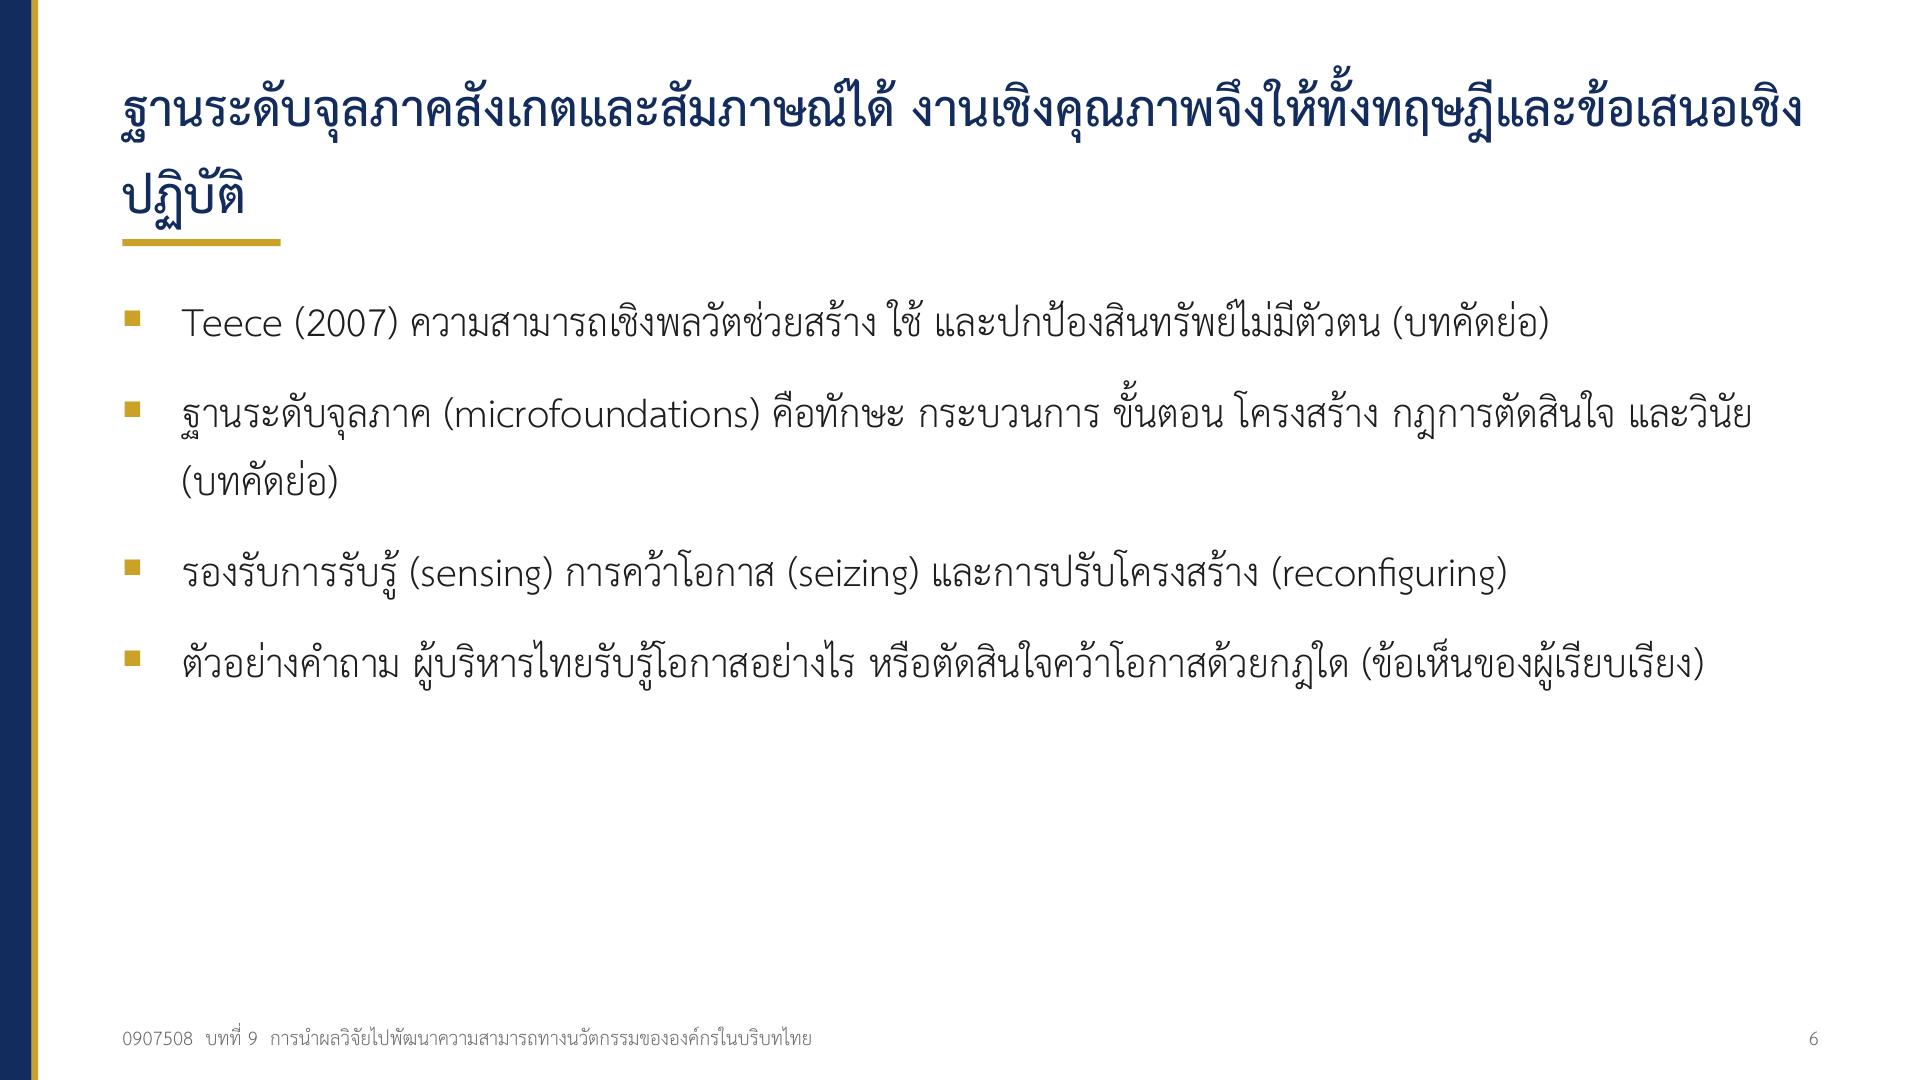 ฐานระดับจุลภาคสังเกตและสัมภาษณ์ได้ งานเชิงคุณภาพจึงให้ทั้งทฤษฎีและข้อเสนอเชิง
ปฏิบัติ
Teece (2007) ความสามารถเชิงพลวัตช่วยสร้าง ใช้ และปกป้องสินทรัพย์ไม่มีตัวตน (บทคัดย่อ)
ฐานระดับจุลภาค (microfoundations) คือทักษะ กระบวนการ ขั้นตอน โครงสร้าง กฎการตัดสินใจ และวินัย
(บทคัดย่อ)
รองรับการรับรู้ (sensing) การคว้าโอกาส (seizing) และการปรับโครงสร้าง (reconfiguring)
ตัวอย่างคำถาม ผู้บริหารไทยรับรู้โอกาสอย่างไร หรือตัดสินใจคว้าโอกาสด้วยกฎใด (ข้อเห็นของผู้เรียบเรียง)
0907508 บทที่ 9 การนำผลวิจัยไปพัฒนาความสามารถทางนวัตกรรมขององค์กรในบริบทไทย
6